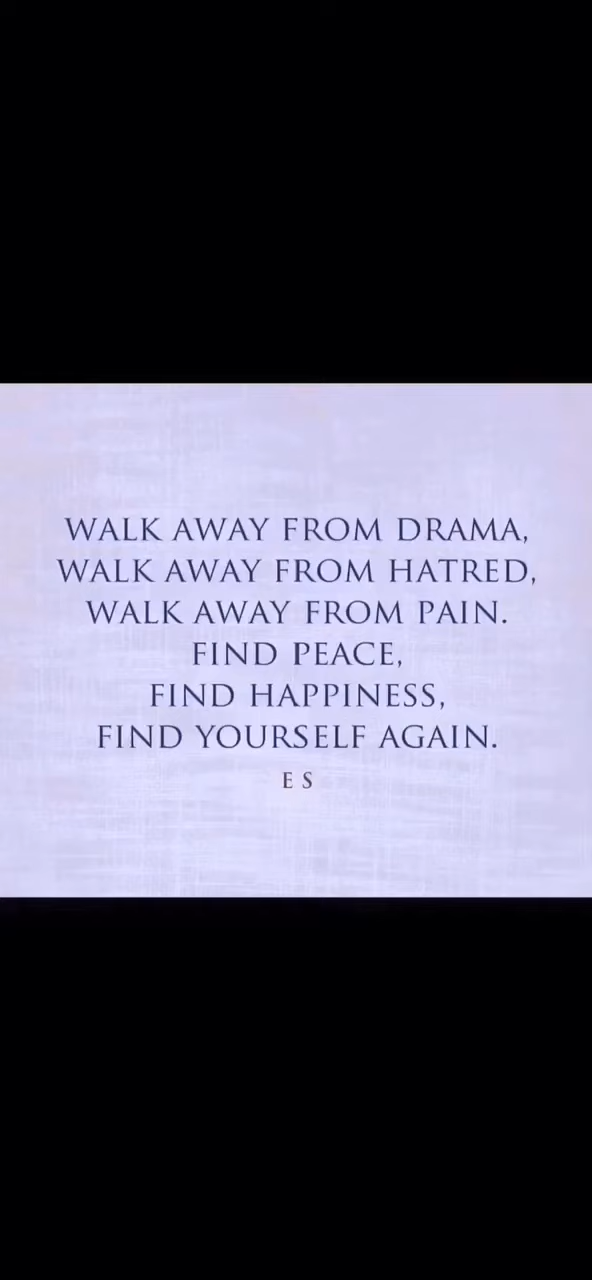 WALK AWAY FROM DRAMA,
WALK AWAY FROM HATRED,
WALK AWAY FROM PAIN.
FIND PEACE,
FIND HAPPINESS,
FIND YOURSELF AGAIN.
E S